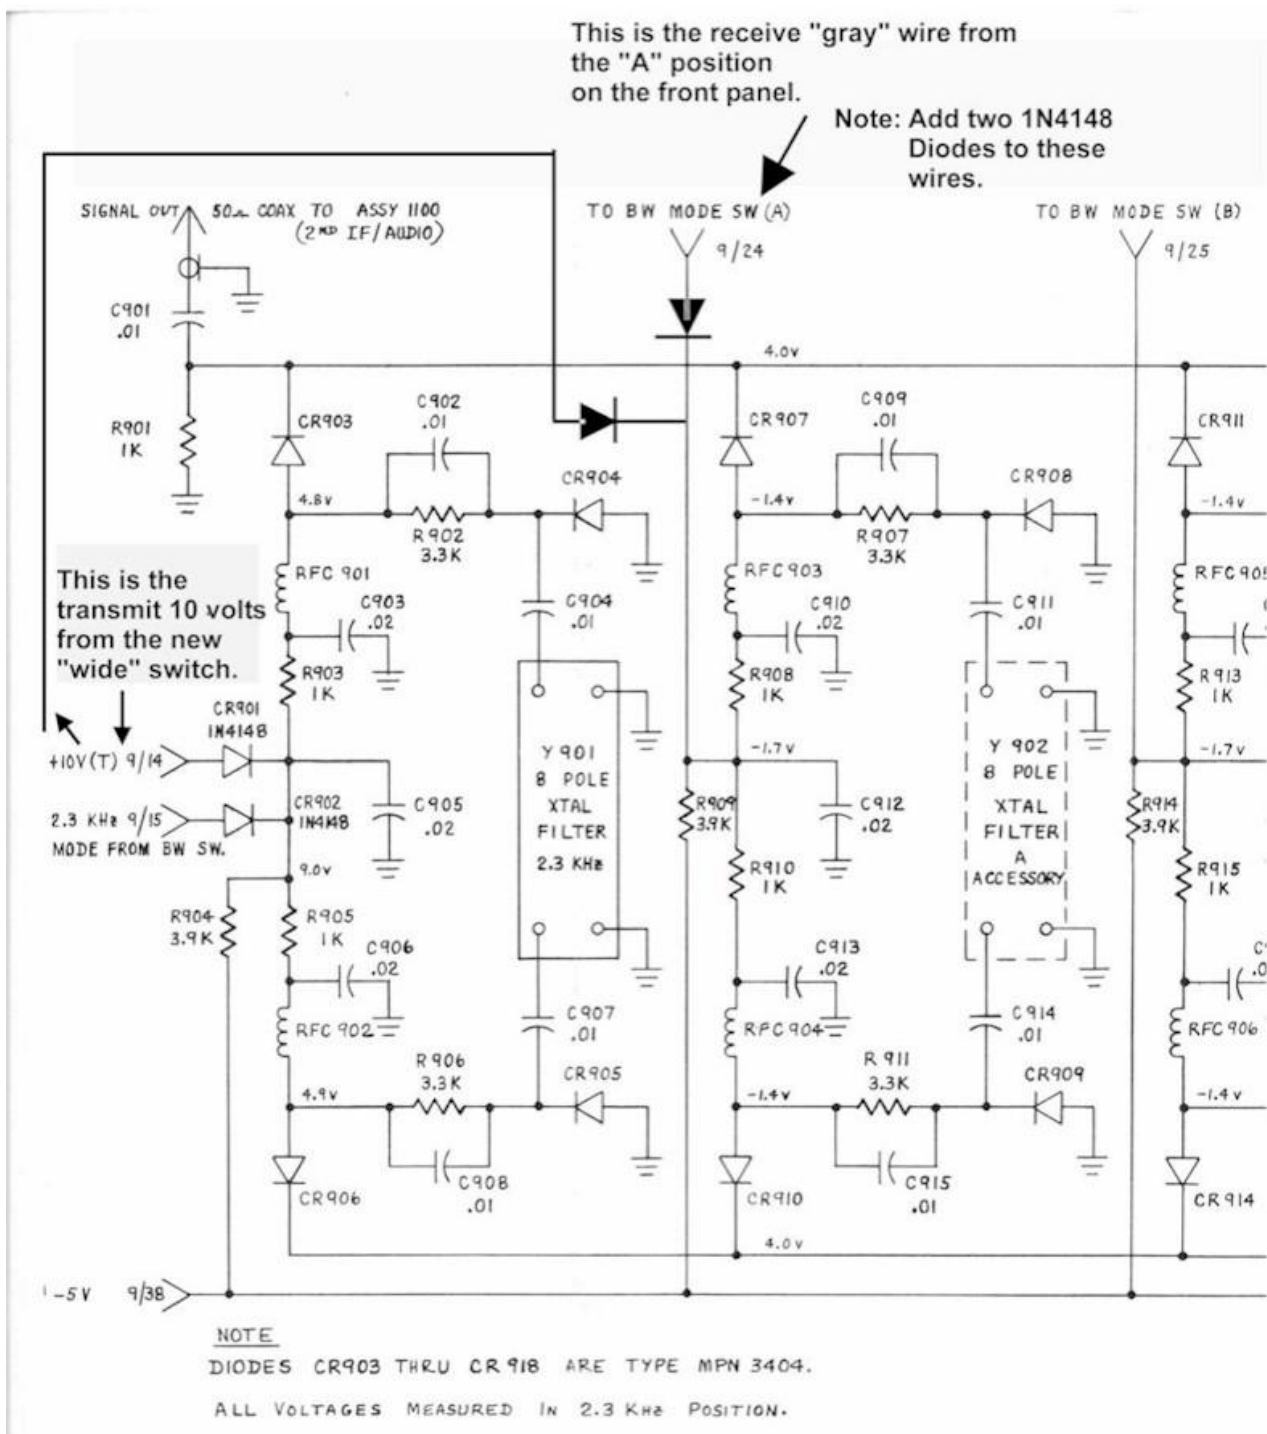 This is the receive "gray" wire from
the "A" position
on the front panel.
Note: Add two 1N4148
Diodes to these
wires.
SIGNAL OUT
50Ω COAX TO ASSY 1100
(2ND IF/AUDIO)
TO BW MODE SW (A)
9/24
TO BW MODE SW (B)
9/25
C901
.01
4.0V
R901
1K
CR903
C902
.01
CR904
CR907
C909
.01
CR908
CR911
4.8V
R902
3.3K
-1.4V
R907
3.3K
-1.4V
This is the
transmit 10 volts
from the new
"wide" switch.
RFC 901
C903
.02
C904
.01
RFC903
C910
.02
C911
.01
RFC905
R903
1K
R908
1K
R913
1K
CR901
1N4148
+10V(T) 9/14
2.3 KHz 9/15
MODE FROM BW SW.
CR902
1N4148
C905
.02
Y901
8 POLE
XTAL
FILTER
2.3 KHz
-1.7V
R909
3.9K
C912
.02
Y 902
8 POLE
XTAL
FILTER
A
ACCESSORY
-1.7V
R914
3.9K
9.0V
R904
3.9K
R905
1K
R910
1K
R915
1K
C906
.02
C913
.02
RFC 902
C907
.01
RFC904
C914
.01
RFC906
4.9V
R906
3.3K
CR905
-1.4V
R911
3.3K
CR909
-1.4V
CR906
C908
.01
CR910
C915
.01
CR914
4.0V
-5V 9/38
NOTE
DIODES CR903 THRU CR918 ARE TYPE MPN 3404.
ALL VOLTAGES MEASURED IN 2.3 KHz POSITION.